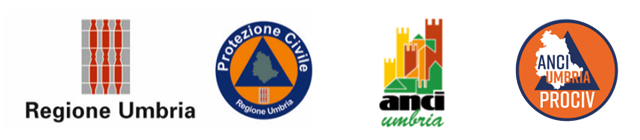 Regione Umbria
Protezione Civile
Regione Umbria
anci
umbria
ANCI
UMBRIA
PROCIV